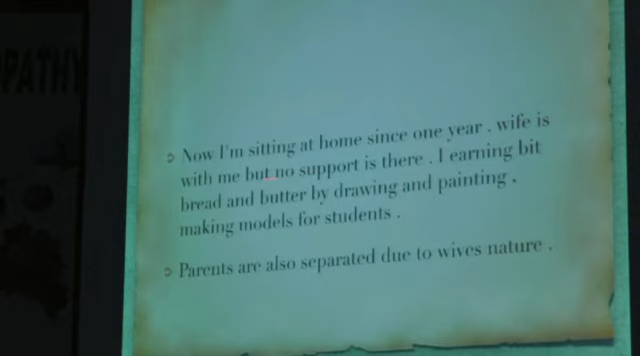 PATHY
Now I'm sitting at home since one year . wife is
with me but no support is there . I earning bit
bread and butter by drawing and painting .
making models for students .
Parents are also separated due to wives nature .